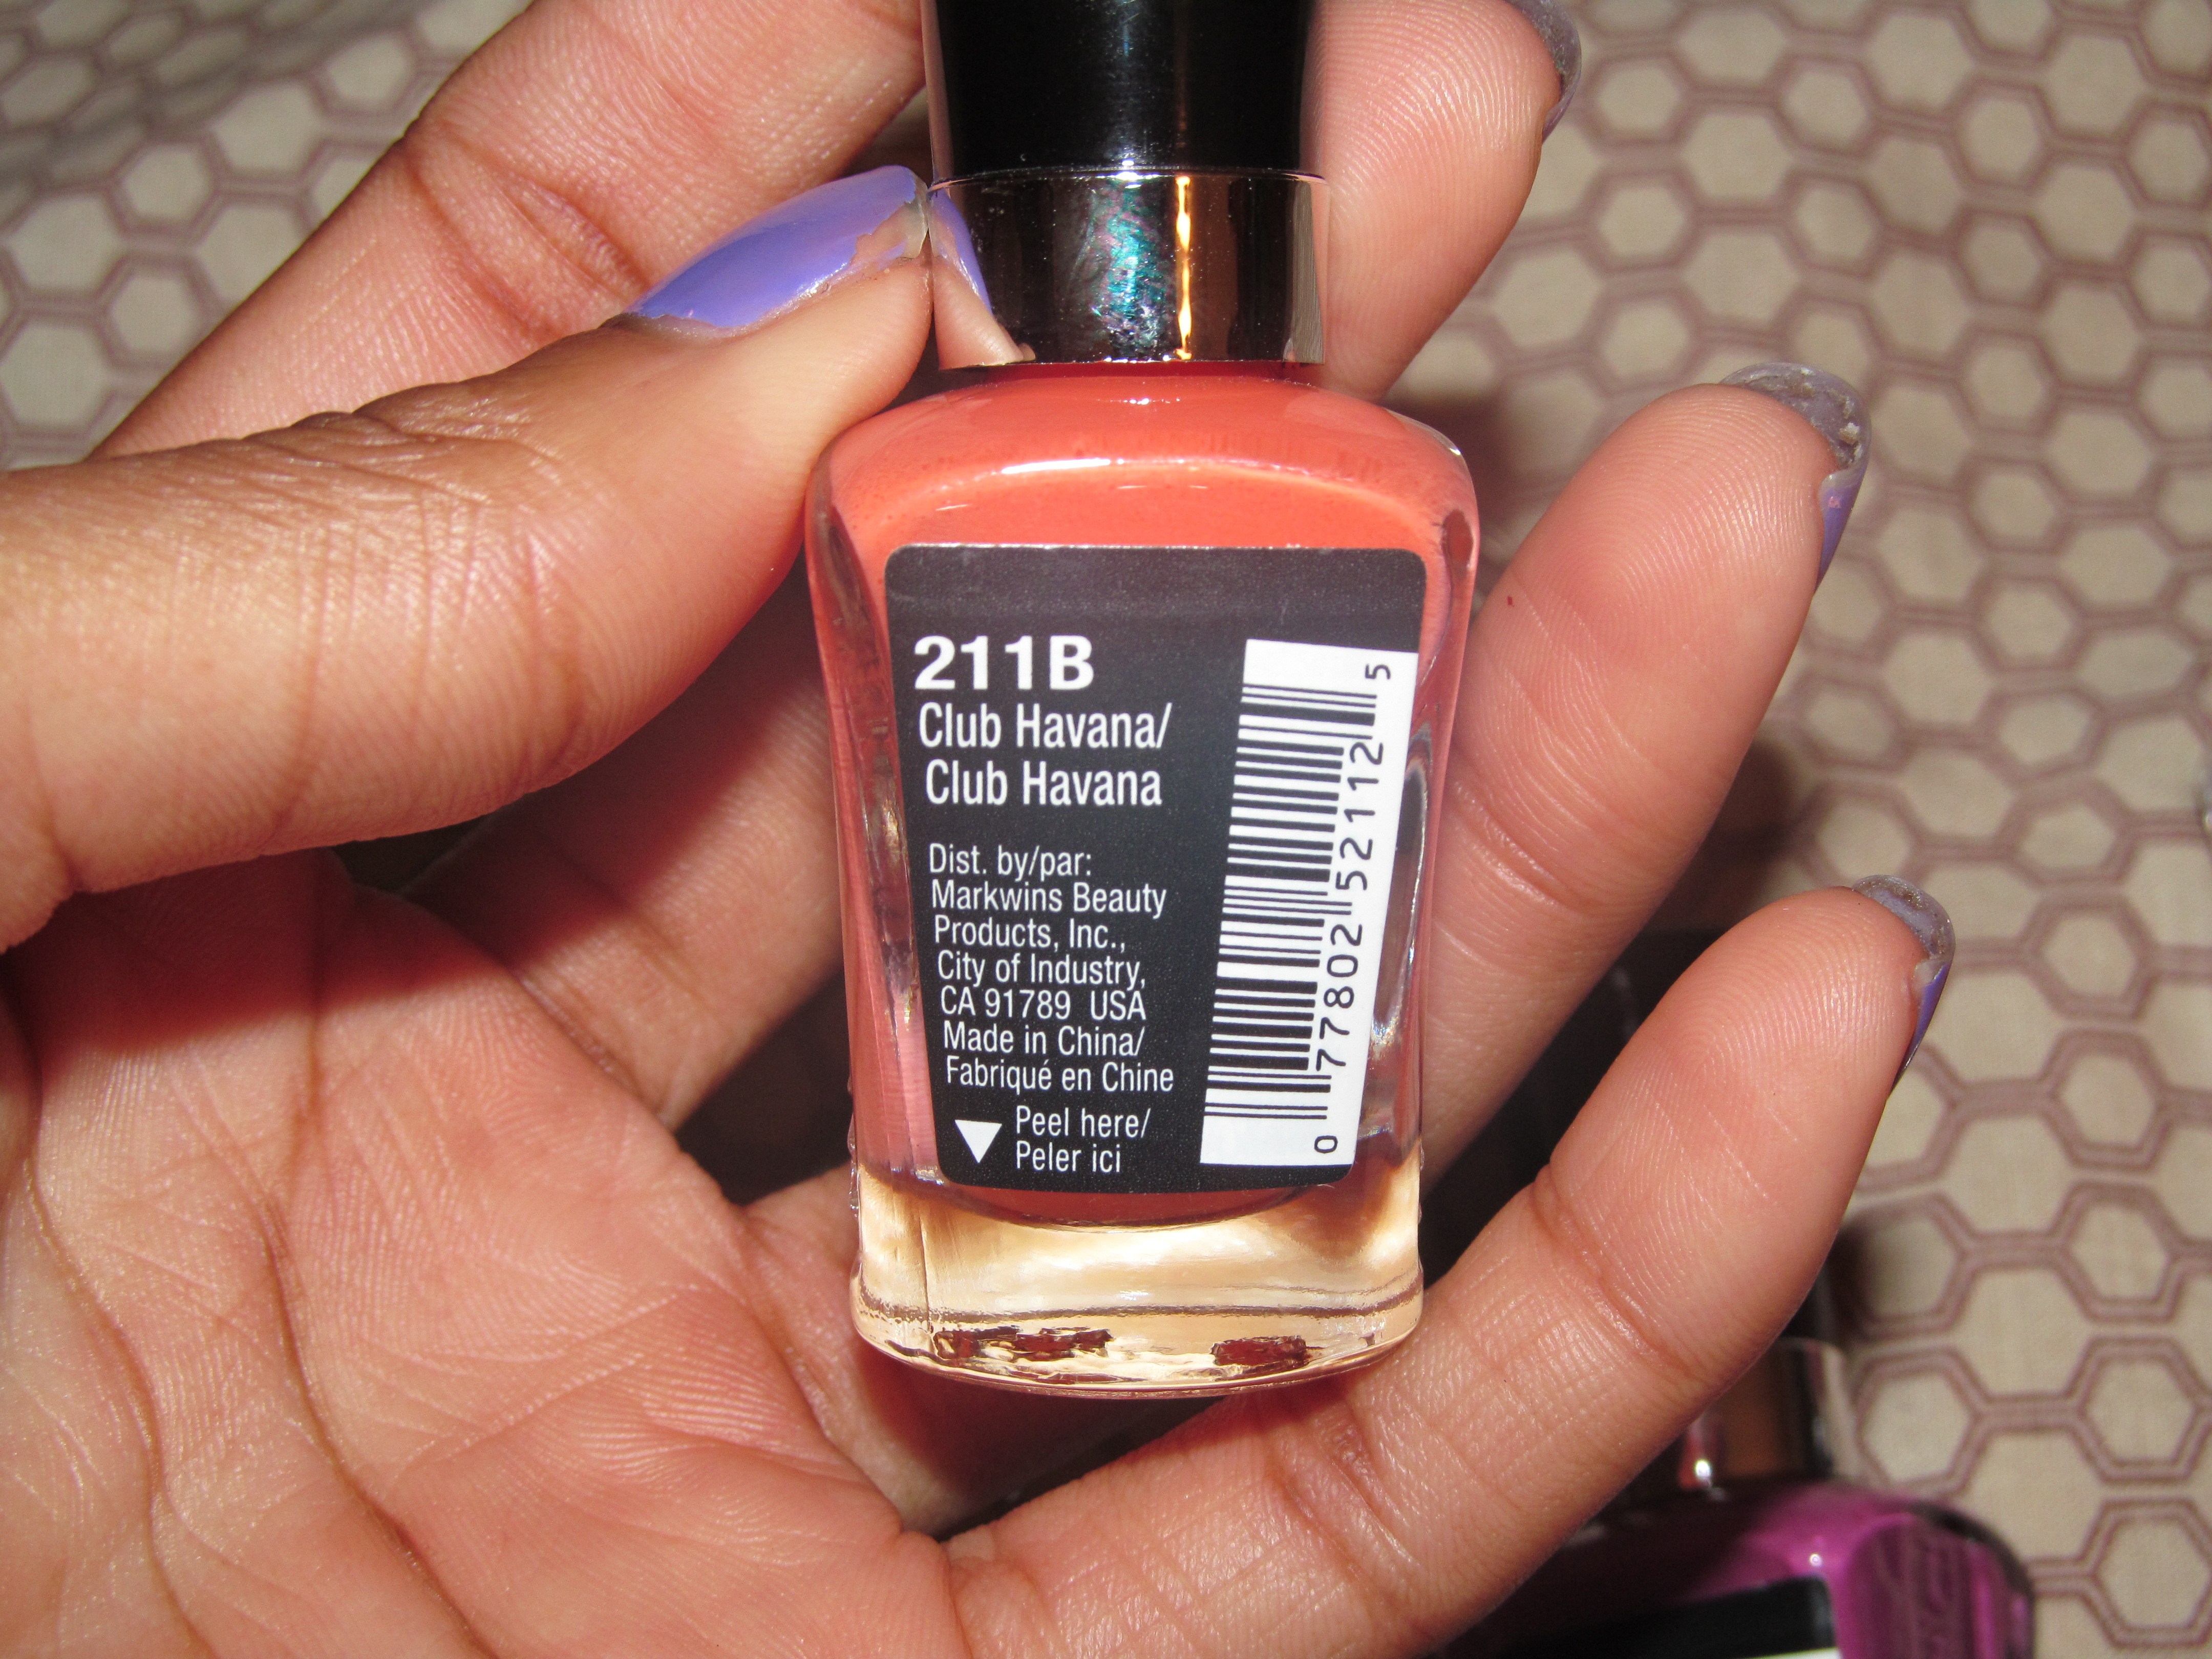 211B
Club Havana/
Club Havana
Dist. by/par:
Markwins Beauty
Products, Inc.,
City of Industry,
CA 91789 USA
Made in China/
Fabriqué en Chine
Peel here/
Peler ici
0 77802 52112 5